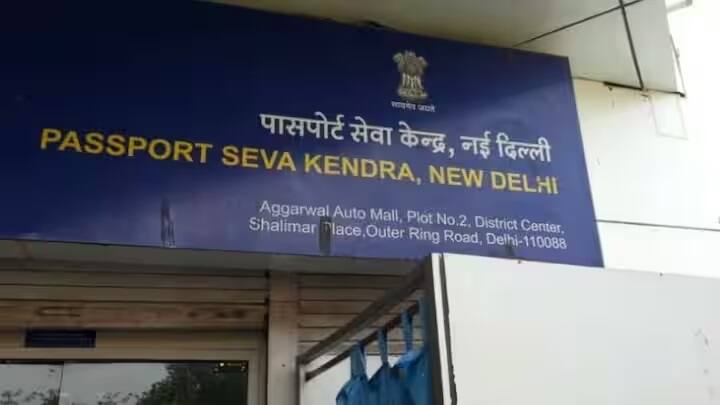 सत्यमेव जयते
पासपोर्ट सेवा केन्द्र, नई दिल्ली
PASSPORT SEVA KENDRA, NEW DELHI
Aggarwal Auto Mall, Plot No.2, District Center,
Shalimar Place,Outer Ring Road, Delhi-110088